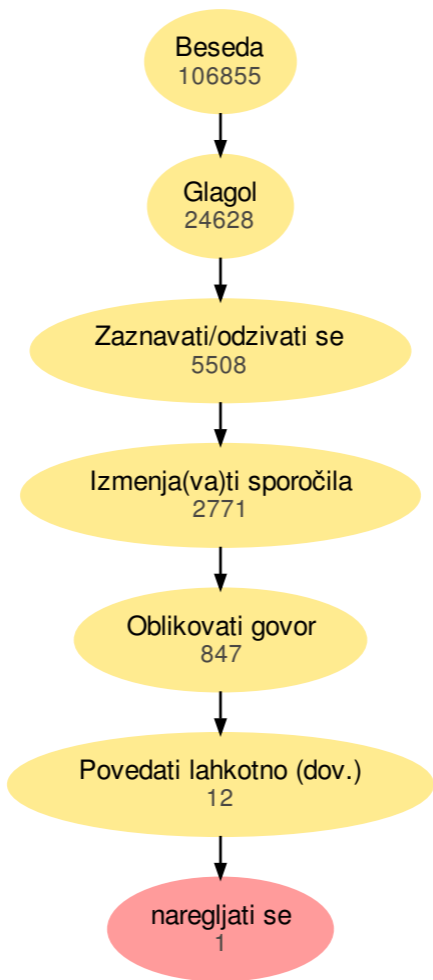 Beseda
106855
Glagol
24628
Zaznavati/odzivati se
5508
Izmenja(va)ti sporočila
2771
Oblikovati govor
847
Povedati lahkotno (dov.)
12
naregljati se
1